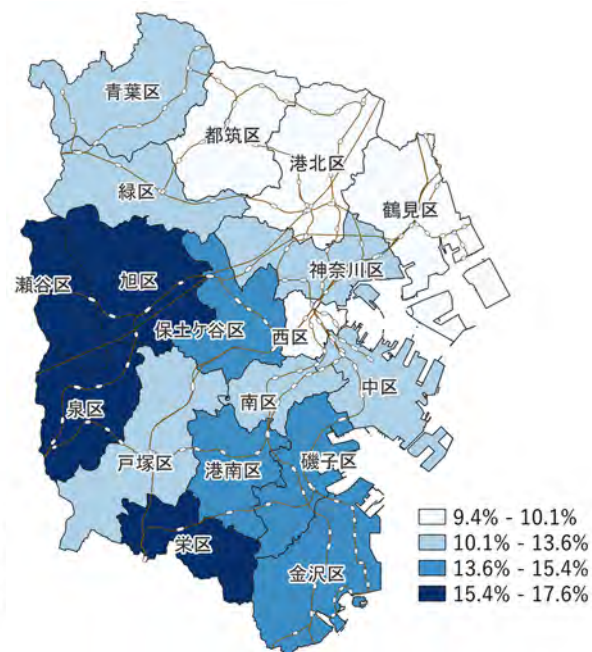 青葉区
都筑区
港北区
緑区
鶴見区
瀬谷区
旭区
神奈川区
保土ケ谷区
西区
中区
泉区
南区
戸塚区
港南区
磯子区
栄区
金沢区
9.4% - 10.1%
10.1% - 13.6%
13.6% - 15.4%
15.4% - 17.6%